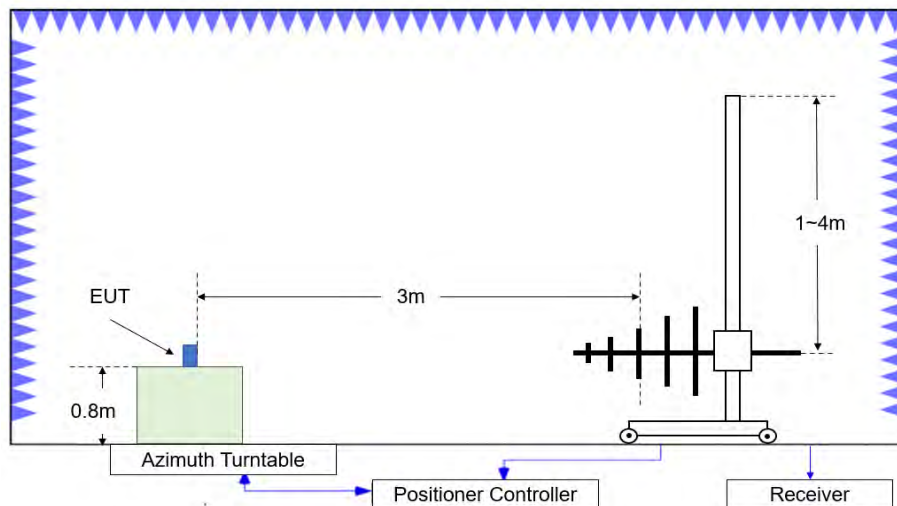 1~4m
3m
EUT
0.8m
Azimuth Turntable
Positioner Controller
Receiver